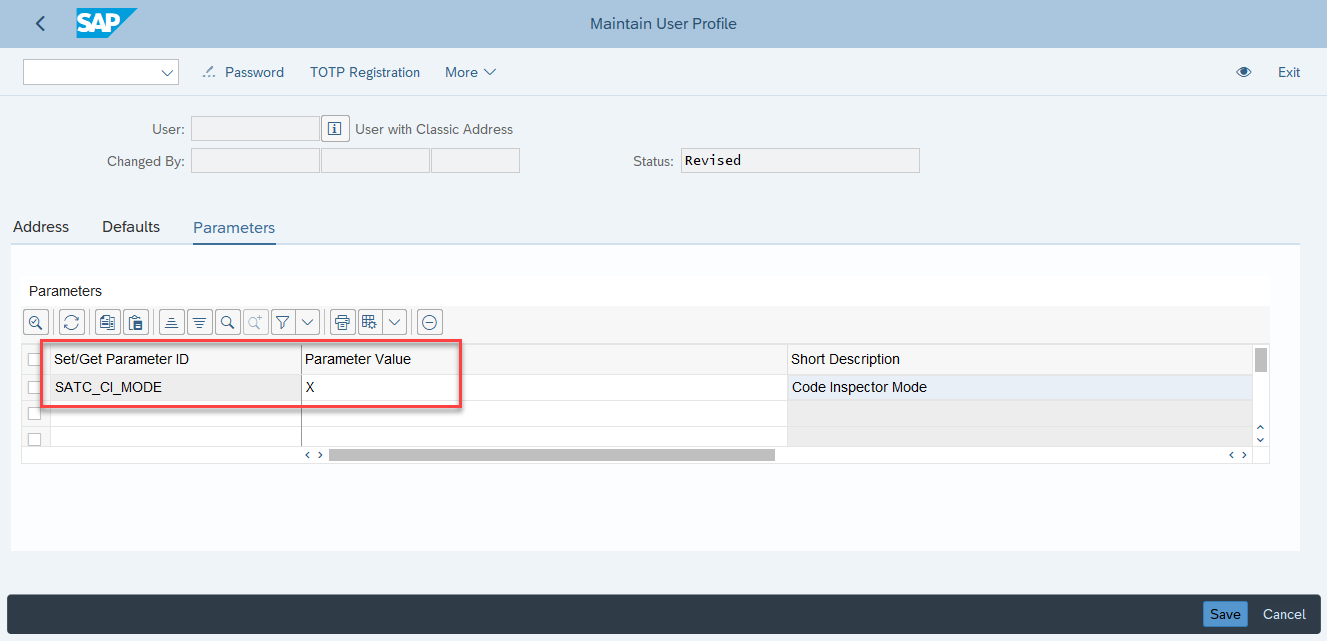 SAP Maintain User Profile
Password TOTP Registration More Exit
User: User with Classic Address
Changed By: Status: Revised
Address Defaults Parameters
Parameters
Set/Get Parameter ID Parameter Value Short Description
SATC_CI_MODE X Code Inspector Mode
Save Cancel